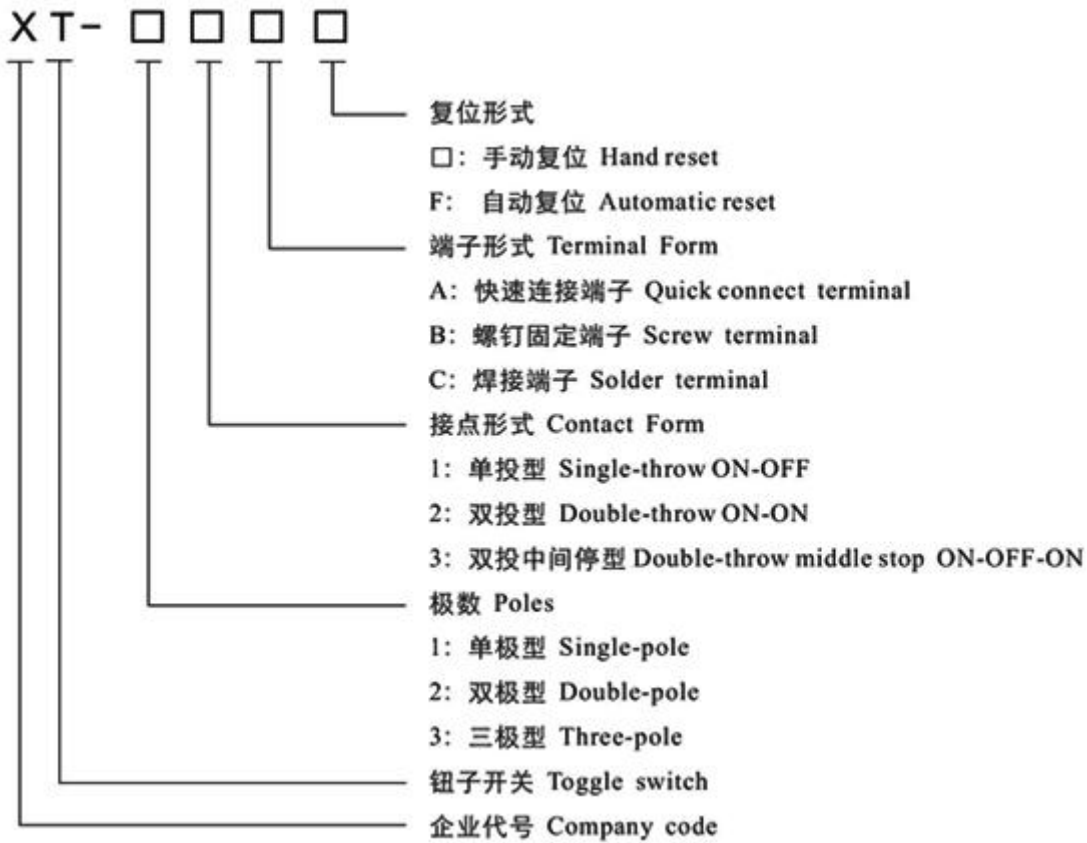 XT-□□□□
复位形式
□: 手动复位 Hand reset
F: 自动复位 Automatic reset
端子形式 Terminal Form
A: 快速连接端子 Quick connect terminal
B: 螺钉固定端子 Screw terminal
C: 焊接端子 Solder terminal
接点形式 Contact Form
1: 单投型 Single-throw ON-OFF
2: 双投型 Double-throw ON-ON
3: 双投中间停型 Double-throw middle stop ON-OFF-ON
极数 Poles
1: 单极型 Single-pole
2: 双极型 Double-pole
3: 三极型 Three-pole
钮子开关 Toggle switch
企业代号 Company code